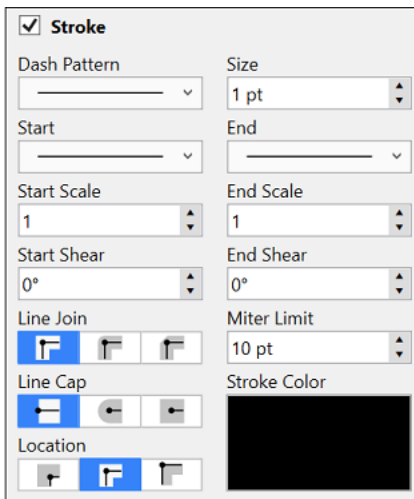 Stroke
Dash Pattern Size
1 pt
Start End
Start Scale End Scale
1 1
Start Shear End Shear
0° 0°
Line Join Miter Limit
10 pt
Line Cap Stroke Color
Location